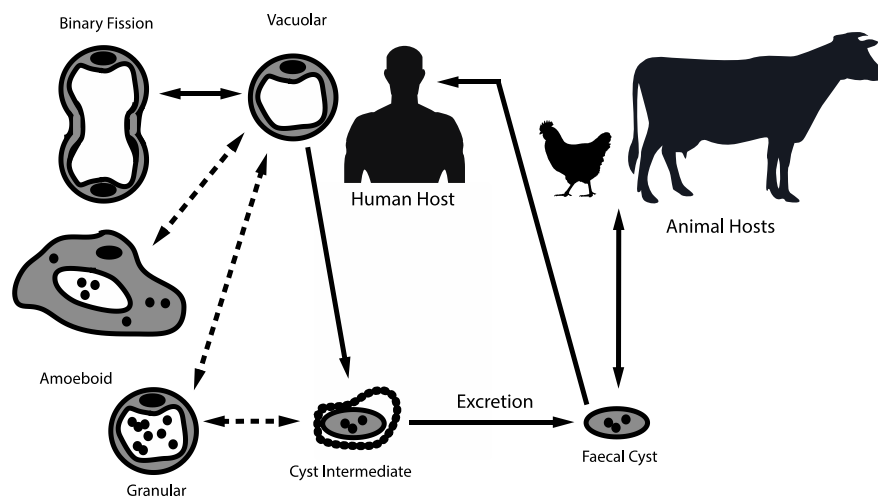 Binary Fission
Vacuolar
Human Host
Animal Hosts
Amoeboid
Excretion
Cyst Intermediate
Faecal Cyst
Granular